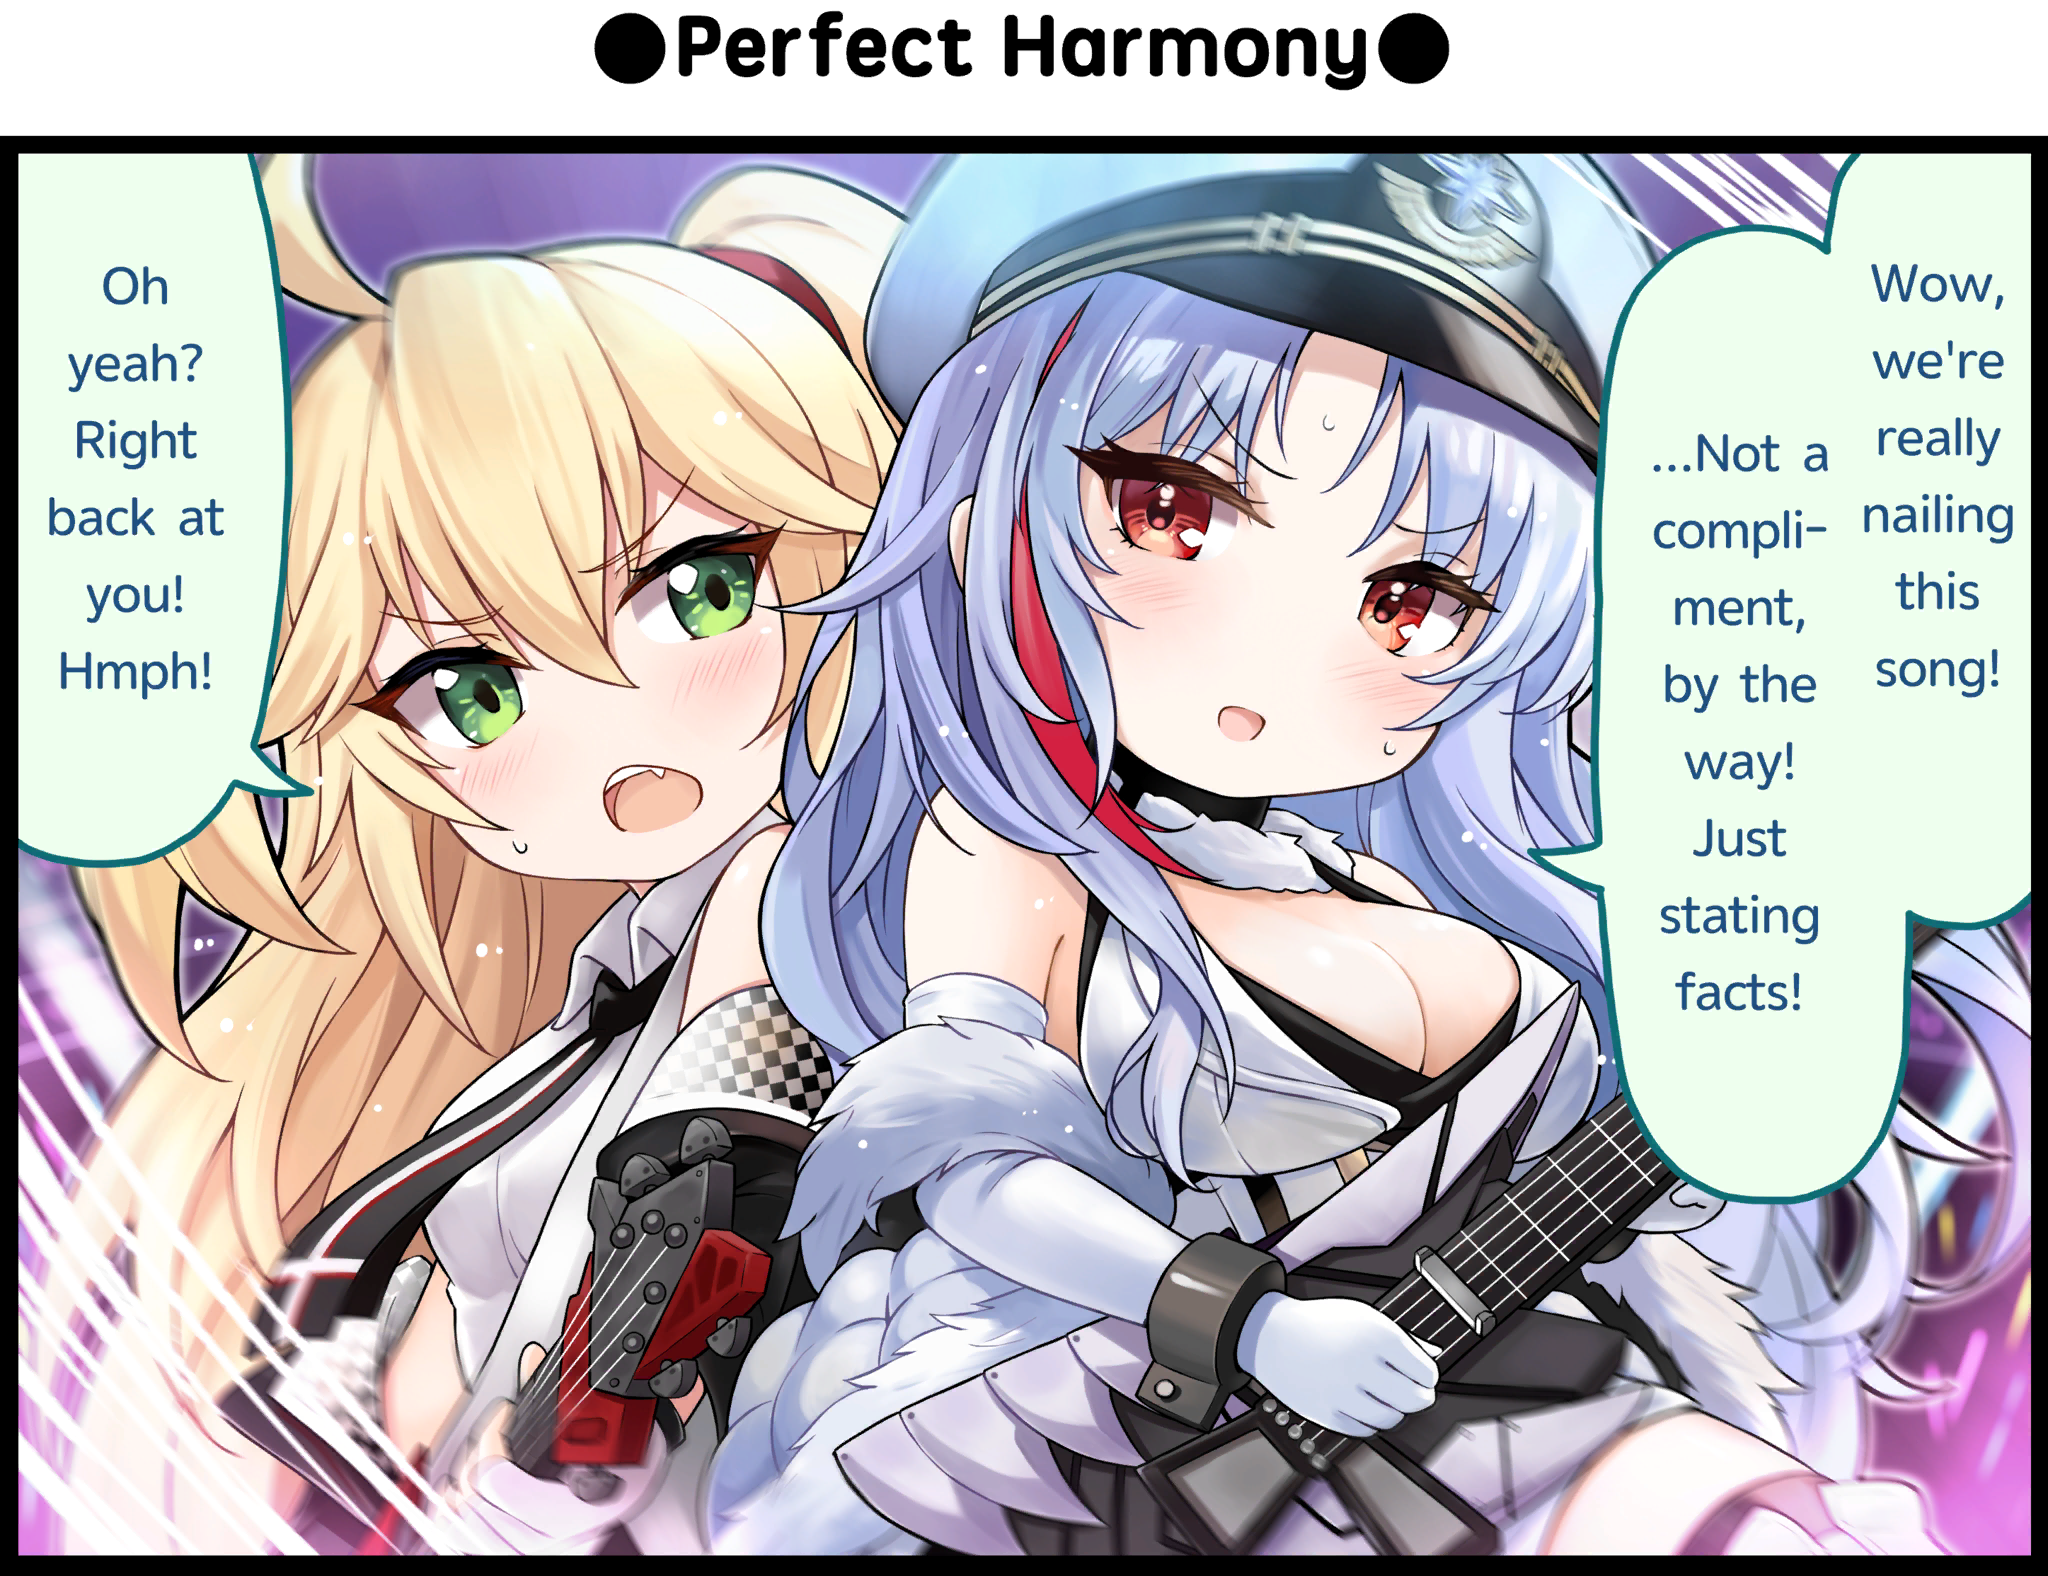 ●Perfect Harmony●
Wow,
we're
really
nailing
this
song!
...Not a
compli-
ment,
by the
way!
Just
stating
facts!
Oh
yeah?
Right
back at
you!
Hmph!